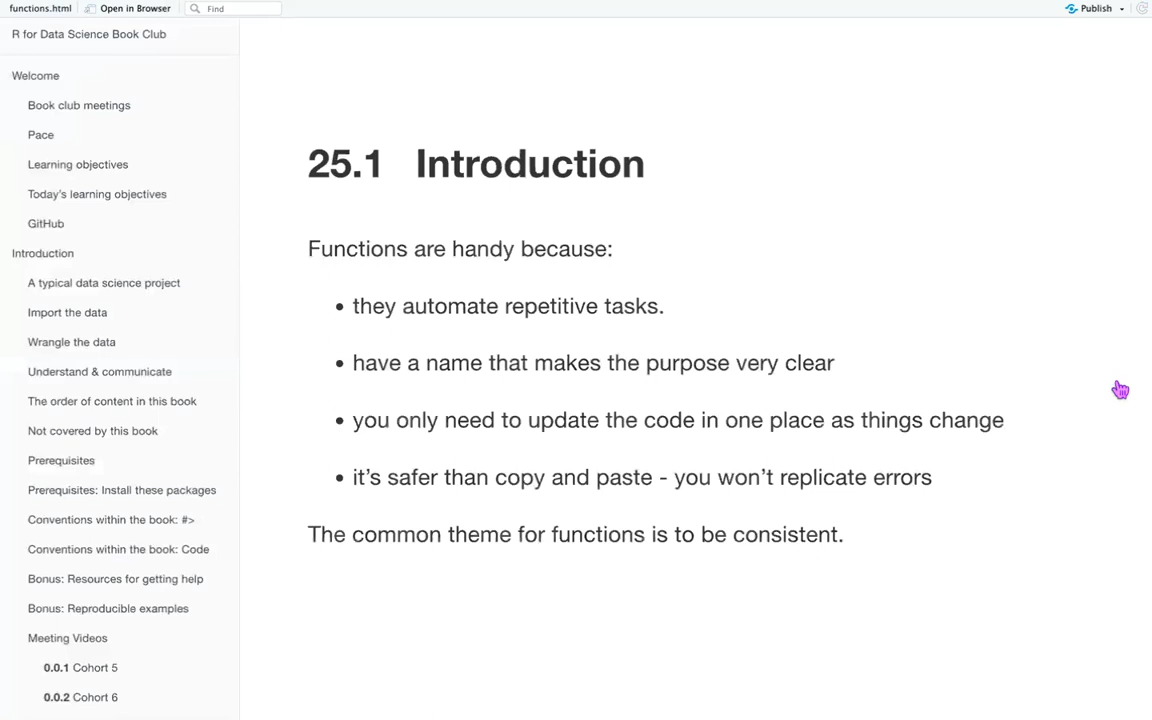 functions.html Open in Browser Find Publish
R for Data Science Book Club
Welcome
Book club meetings
Pace
Learning objectives
Today's learning objectives
GitHub
Introduction
A typical data science project
Import the data
Wrangle the data
Understand & communicate
The order of content in this book
Not covered by this book
Prerequisites
Prerequisites: Install these packages
Conventions within the book: #>
Conventions within the book: Code
Bonus: Resources for getting help
Bonus: Reproducible examples
Meeting Videos
0.0.1 Cohort 5
0.0.2 Cohort 6
25.1 Introduction
Functions are handy because:
• they automate repetitive tasks.
• have a name that makes the purpose very clear
• you only need to update the code in one place as things change
• it's safer than copy and paste - you won't replicate errors
The common theme for functions is to be consistent.